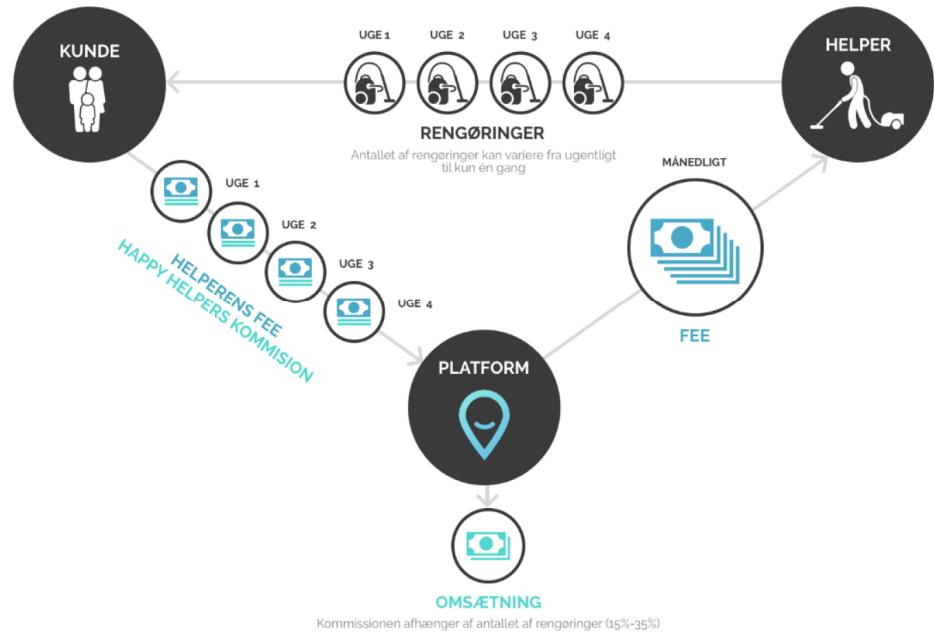 KUNDE
UGE 1
UGE 2
UGE 3
UGE 4
HELPER
RENGØRINGER
Antallet af rengøringer kan variere fra ugentligt
til kun én gang
MÅNEDLIGT
UGE 1
UGE 2
UGE 3
UGE 4
HELPERENS FEE
HAPPY HELPERS KOMMISION
FEE
PLATFORM
OMSÆTNING
Kommissionen afhænger af antallet af rengøringer (15%-35%)